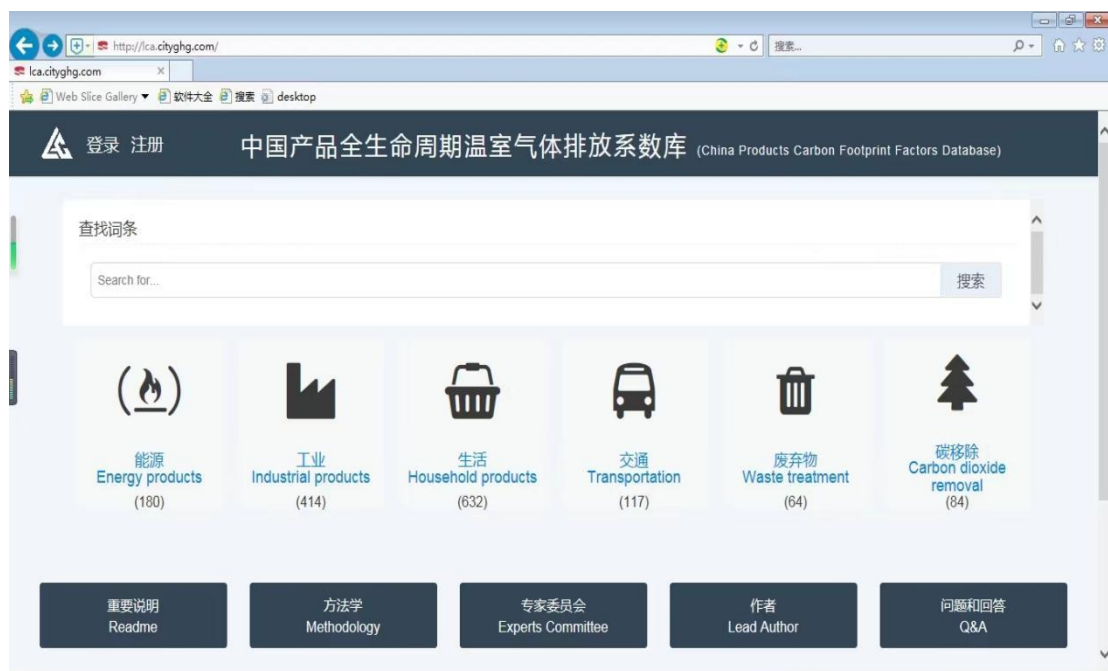 http://lca.cityghg.com/
搜索...
lca.cityghg.com
Web Slice Gallery
软件大全
搜索
desktop
登录 注册
中国产品全生命周期温室气体排放系数库 (China Products Carbon Footprint Factors Database)
查找词条
Search for...
搜索
能源
Energy products
(180)
工业
Industrial products
(414)
生活
Household products
(632)
交通
Transportation
(117)
废弃物
Waste treatment
(64)
碳移除
Carbon dioxide
removal
(84)
重要说明
Readme
方法学
Methodology
专家委员会
Experts Committee
作者
Lead Author
问题和回答
Q&A